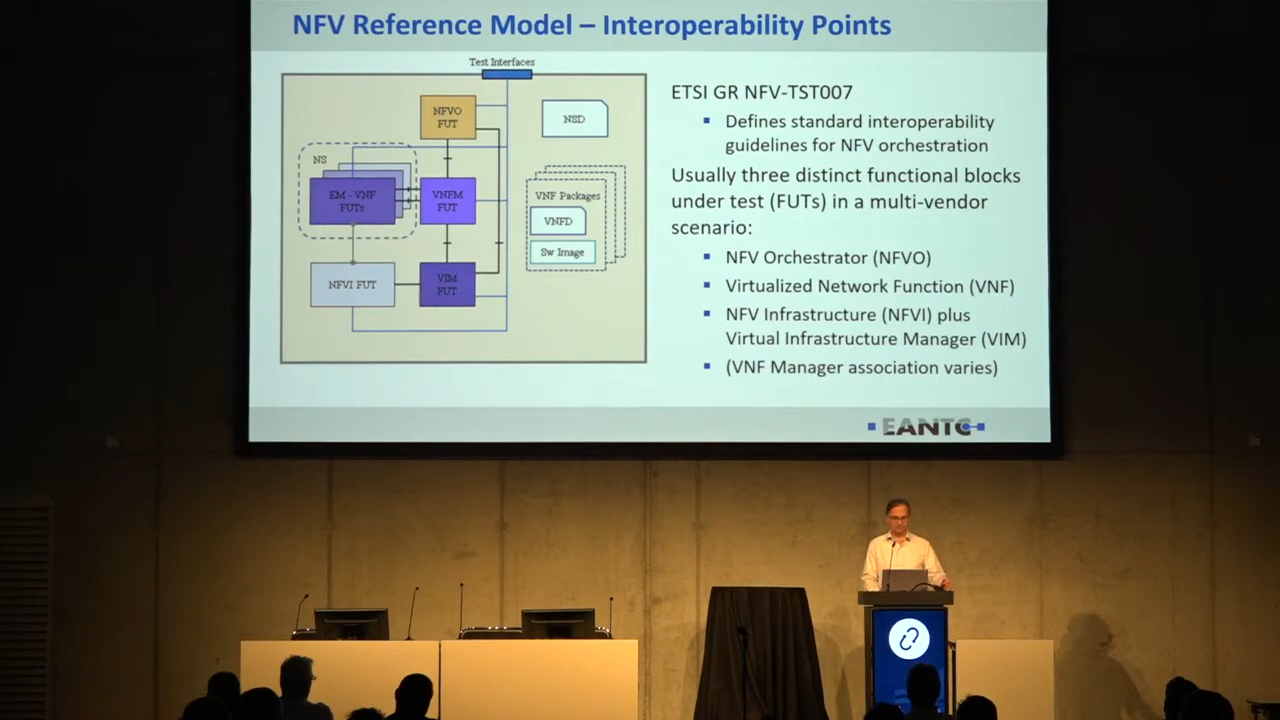 NFV Reference Model – Interoperability Points
Test Interfaces
NFVO
FUT
NSD
NS
EM - VNF
FUTs
VNFM
FUT
VNF Packages
VNFD
Sw Image
NFVI FUT
VIM
FUT
ETSI GR NFV-TST007
▪ Defines standard interoperability
guidelines for NFV orchestration
Usually three distinct functional blocks
under test (FUTs) in a multi-vendor
scenario:
▪ NFV Orchestrator (NFVO)
▪ Virtualized Network Function (VNF)
▪ NFV Infrastructure (NFVI) plus
Virtual Infrastructure Manager (VIM)
▪ (VNF Manager association varies)
EANTC